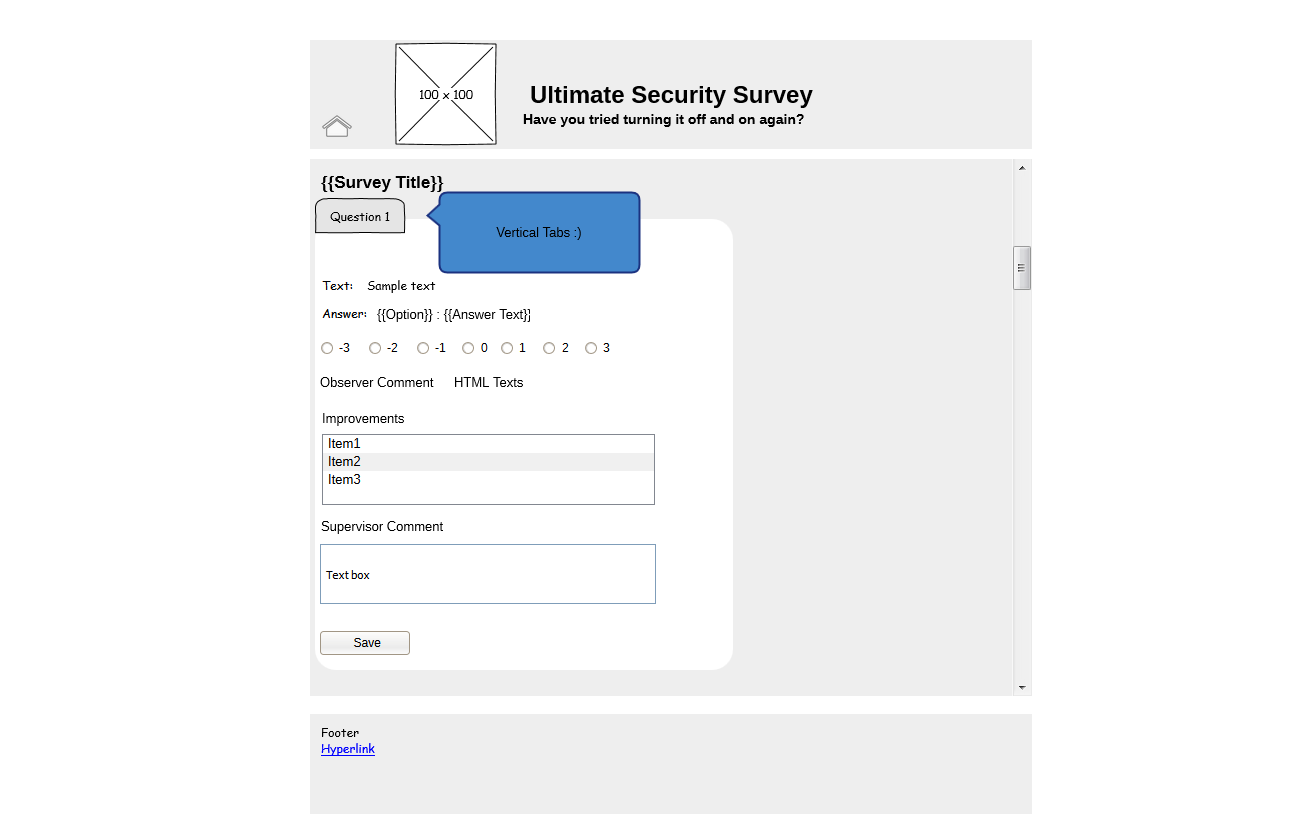 100 x 100
Ultimate Security Survey
Have you tried turning it off and on again?
{{Survey Title}}
Question 1
Vertical Tabs :)
Text: Sample text
Answer: {{Option}} : {{Answer Text}}
-3 -2 -1 0 1 2 3
Observer Comment HTML Texts
Improvements
Item1
Item2
Item3
Supervisor Comment
Text box
Save
Footer
Hyperlink